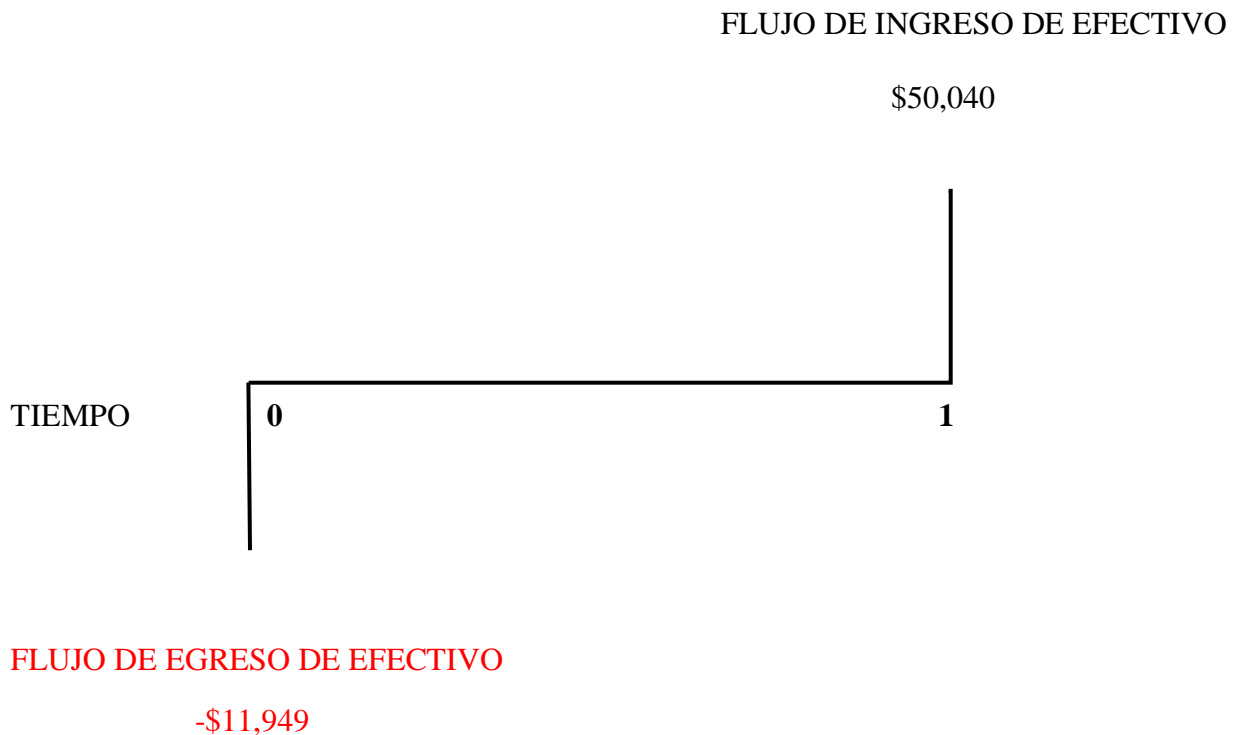 FLUJO DE INGRESO DE EFECTIVO
$50,040
TIEMPO 0 1
FLUJO DE EGRESO DE EFECTIVO
-$11,949